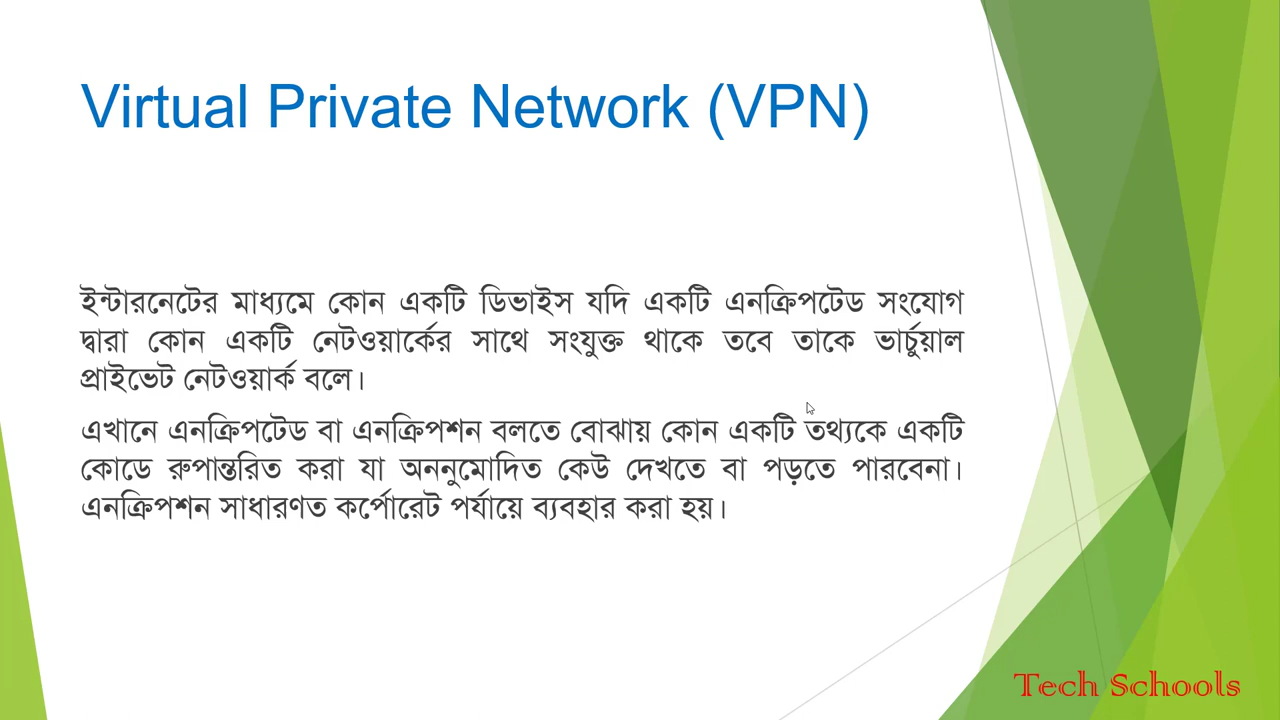 Virtual Private Network (VPN)
ইন্টারনেটের মাধ্যমে কোন একটি ডিভাইস যদি একটি এনক্রিপটেড সংযোগ
দ্বারা কোন একটি নেটওয়ার্কের সাথে সংযুক্ত থাকে তবে তাকে ভার্চুয়াল
প্রাইভেট নেটওয়ার্ক বলে।
এখানে এনক্রিপটেড বা এনক্রিপশন বলতে বোঝায় কোন একটি তথ্যকে একটি
কোডে রুপান্তরিত করা যা অননুমোদিত কেউ দেখতে বা পড়তে পারবেনা।
এনক্রিপশন সাধারণত কর্পোরেট পর্যায়ে ব্যবহার করা হয়।
Tech Schools